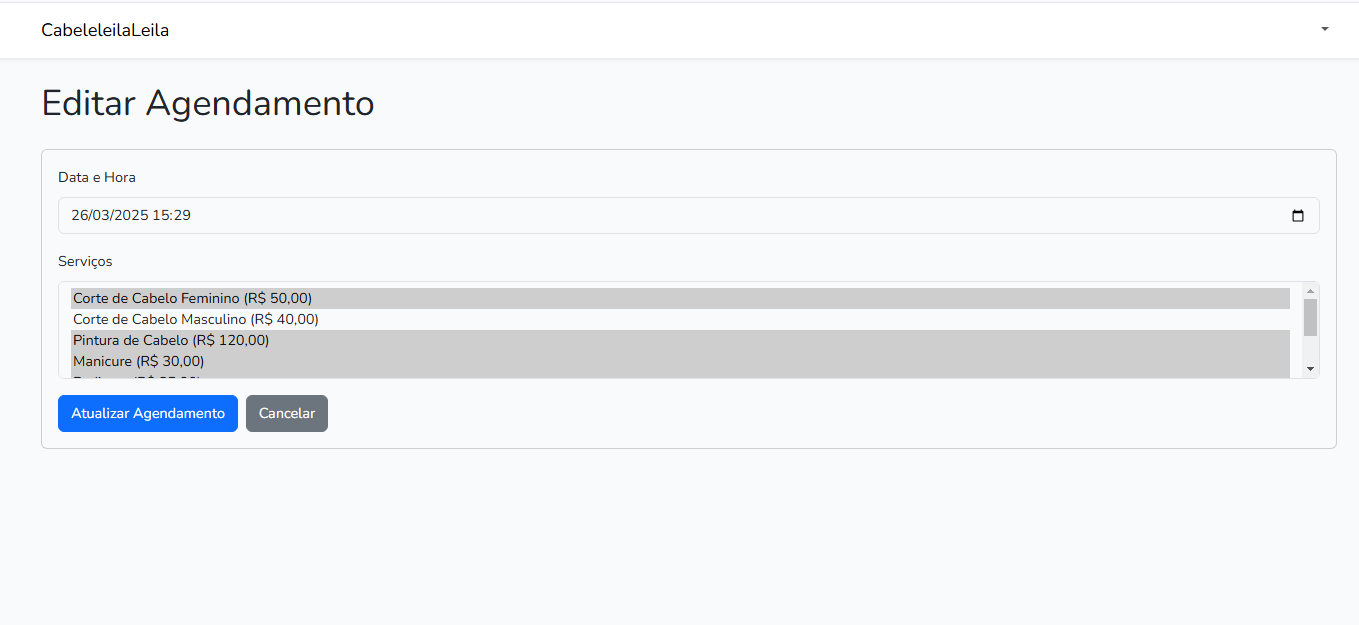 CabeleleilaLeila
Editar Agendamento
Data e Hora
26/03/2025 15:29
Serviços
Corte de Cabelo Feminino (R$ 50,00)
Corte de Cabelo Masculino (R$ 40,00)
Pintura de Cabelo (R$ 120,00)
Manicure (R$ 30,00)
Atualizar Agendamento
Cancelar